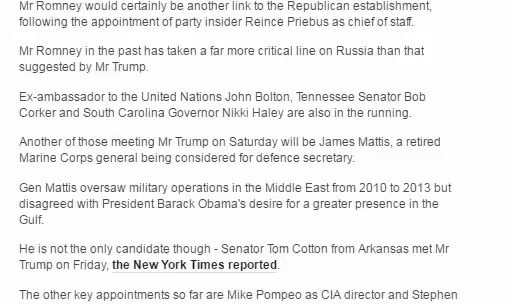 Mr Romney would certainly be another link to the Republican establishment,
following the appointment of party insider Reince Priebus as chief of staff.
Mr Romney in the past has taken a far more critical line on Russia than that
suggested by Mr Trump.
Ex-ambassador to the United Nations John Bolton, Tennessee Senator Bob
Corker and South Carolina Governor Nikki Haley are also in the running.
Another of those meeting Mr Trump on Saturday will be James Mattis, a retired
Marine Corps general being considered for defence secretary.
Gen Mattis oversaw military operations in the Middle East from 2010 to 2013 but
disagreed with President Barack Obama's desire for a greater presence in the
Gulf.
He is not the only candidate though - Senator Tom Cotton from Arkansas met Mr
Trump on Friday, the New York Times reported.
The other key appointments so far are Mike Pompeo as CIA director and Stephen